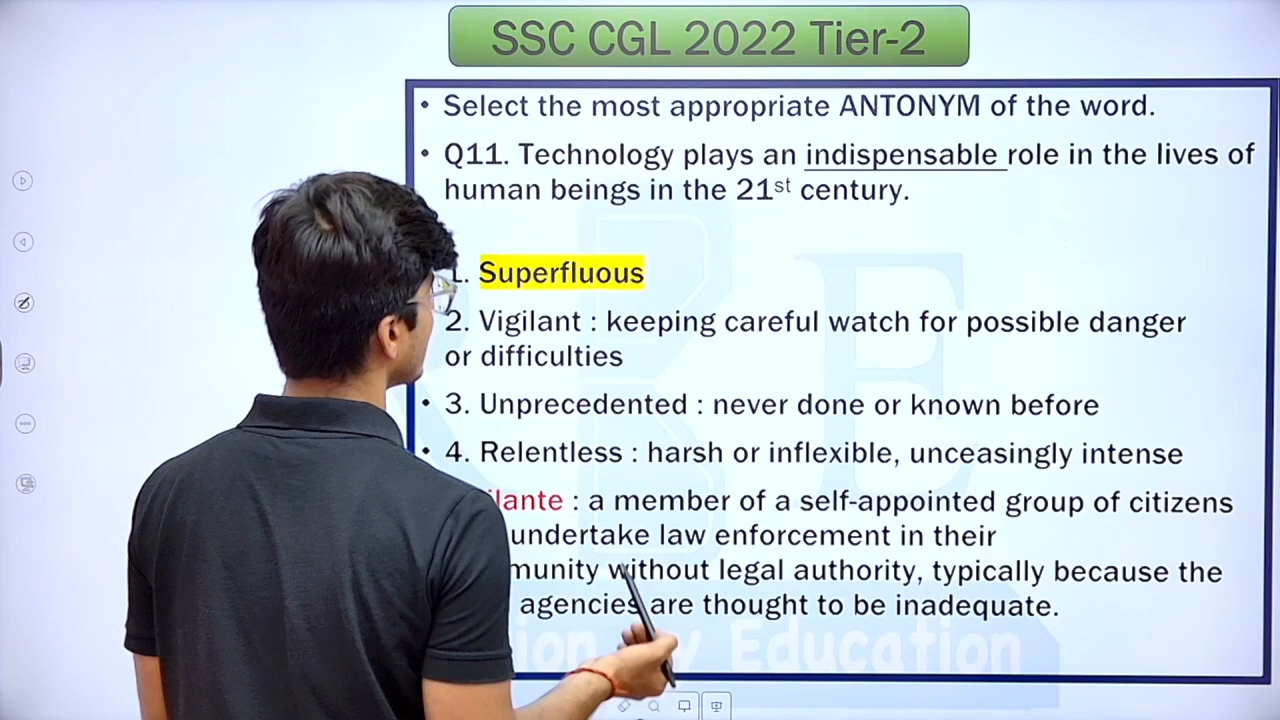 SSC CGL 2022 Tier-2
• Select the most appropriate ANTONYM of the word.
• Q11. Technology plays an indispensable role in the lives of
human beings in the 21st century.
1. Superfluous
2. Vigilant : keeping careful watch for possible danger
or difficulties
• 3. Unprecedented : never done or known before
• 4. Relentless : harsh or inflexible, unceasingly intense
ilante : a member of a self-appointed group of citizens
undertake law enforcement in their
munity without legal authority, typically because the
agencies are thought to be inadequate.
Education